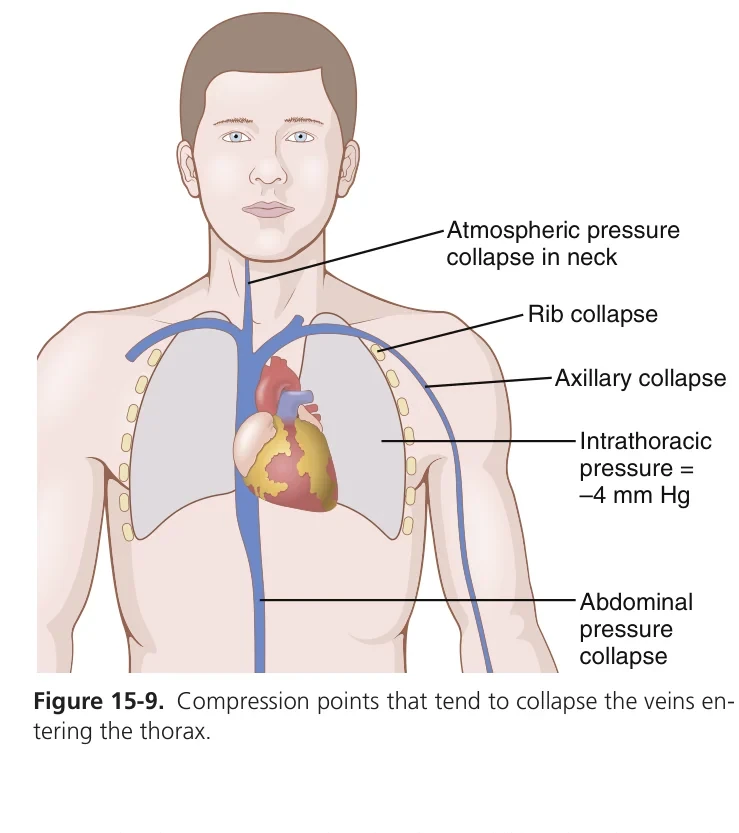 Atmospheric pressure
collapse in neck
Rib collapse
Axillary collapse
Intrathoracic
pressure =
–4 mm Hg
Abdominal
pressure
collapse
Figure 15-9. Compression points that tend to collapse the veins en-
tering the thorax.